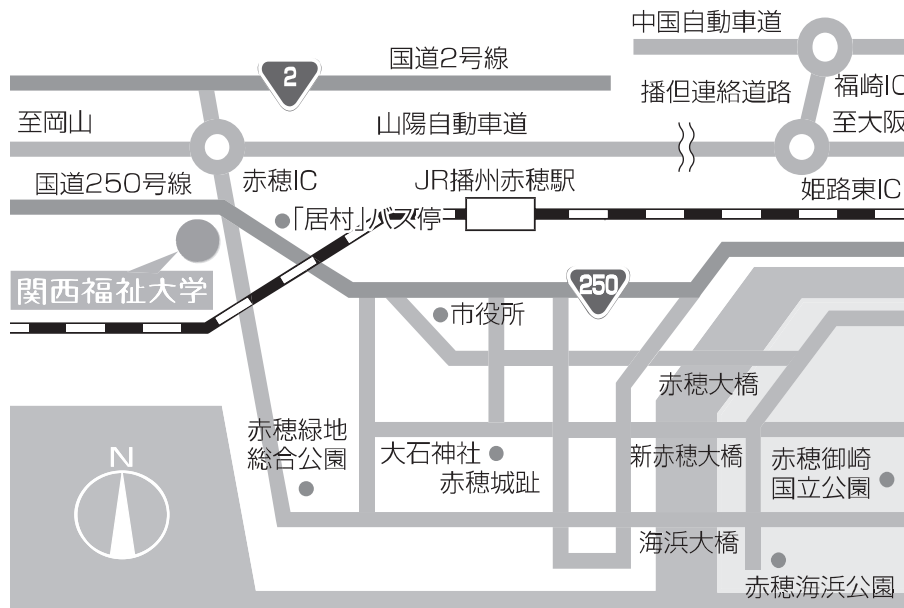 中国自動車道
国道2号線
2
播但連絡道路
福崎IC
至岡山
山陽自動車道
至大阪
国道250号線
赤穂IC
JR播州赤穂駅
姫路東IC
「居村」バス停
関西福祉大学
250
市役所
赤穂大橋
赤穂緑地
総合公園
大石神社
赤穂城趾
新赤穂大橋
赤穂御崎
国立公園
N
海浜大橋
赤穂海浜公園